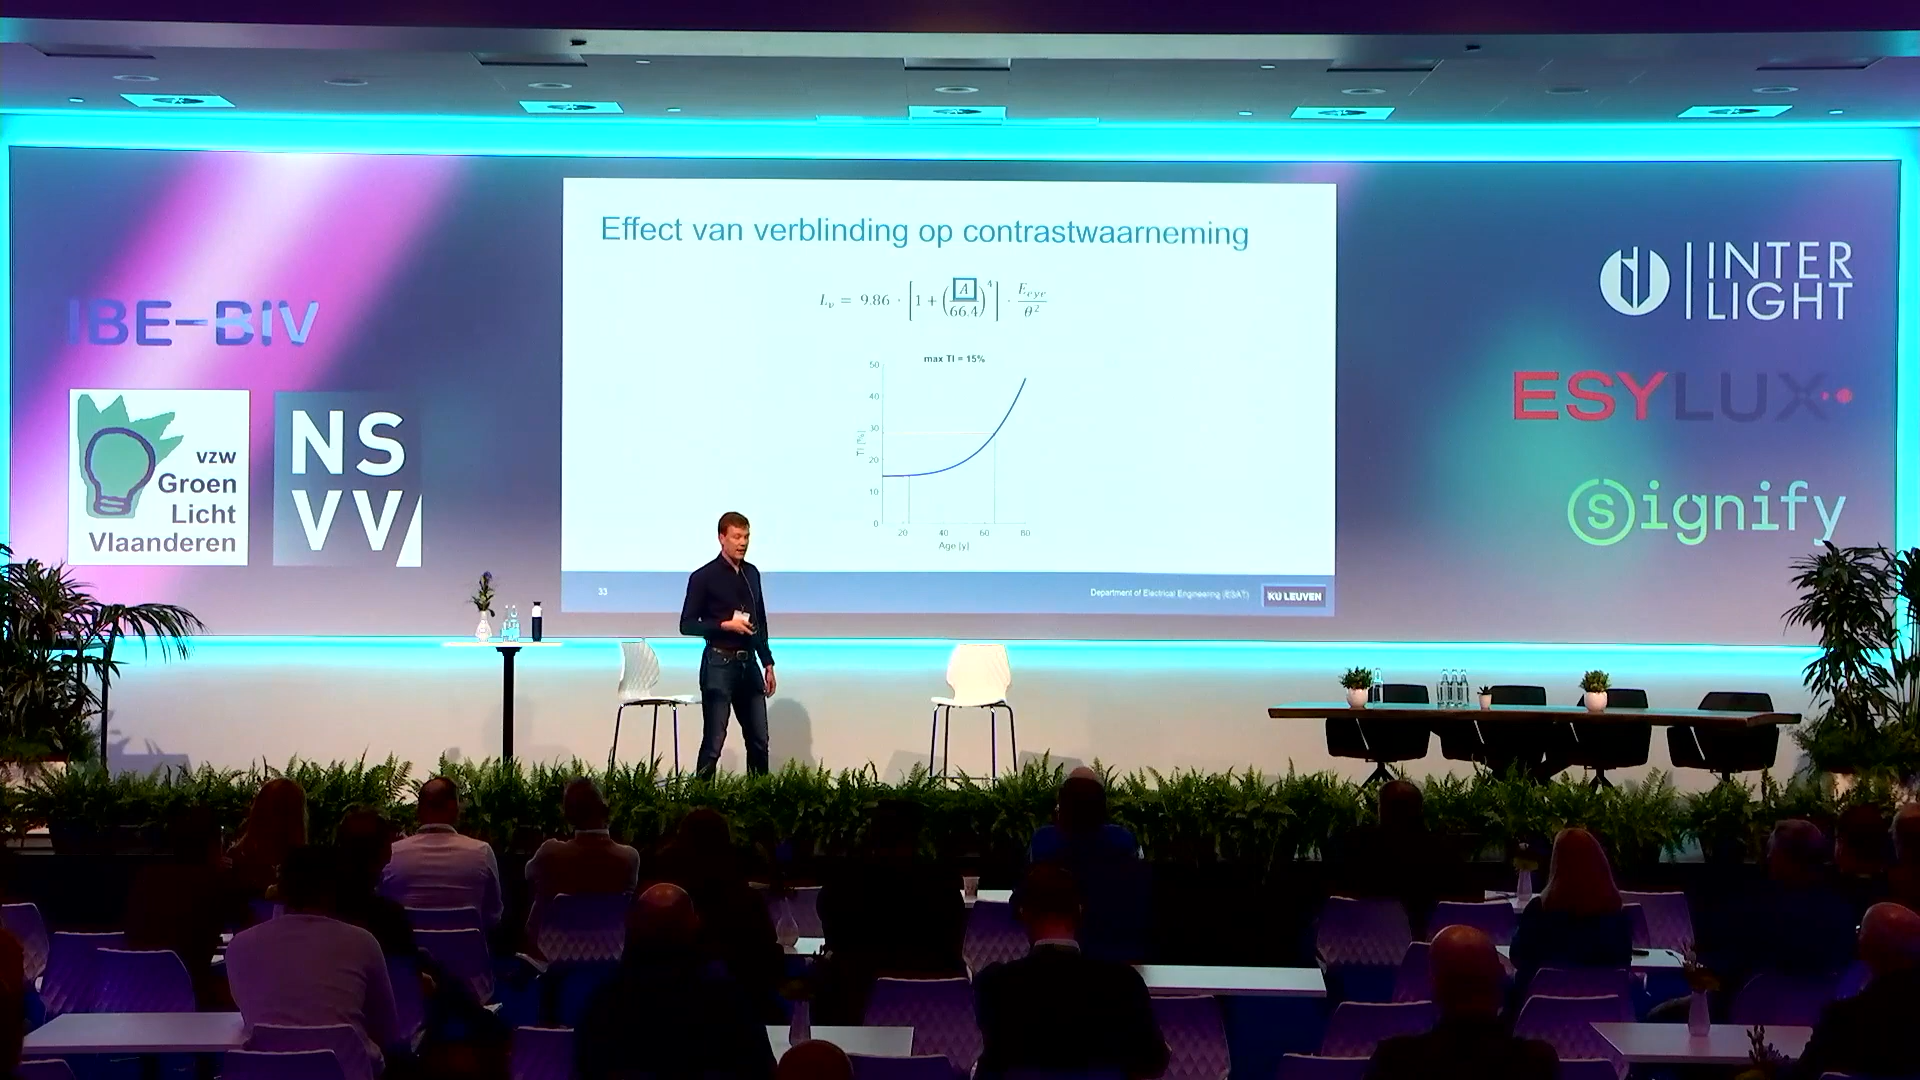 IBE-BIV
vzw
Groen
Licht
Vlaanderen
NS
VV/
Effect van verblinding op contrastwaarneming
L_v = 9.86 · [1 + (A/66.4)^4] · E_eye/θ^2
max TI = 15%
50
40
30
20
10
0
TI [%]
20 40 60 80
Age [y]
33
Department of Electrical Engineering (ESAT)
KU LEUVEN
INTER
LIGHT
ESYLUX
Signify